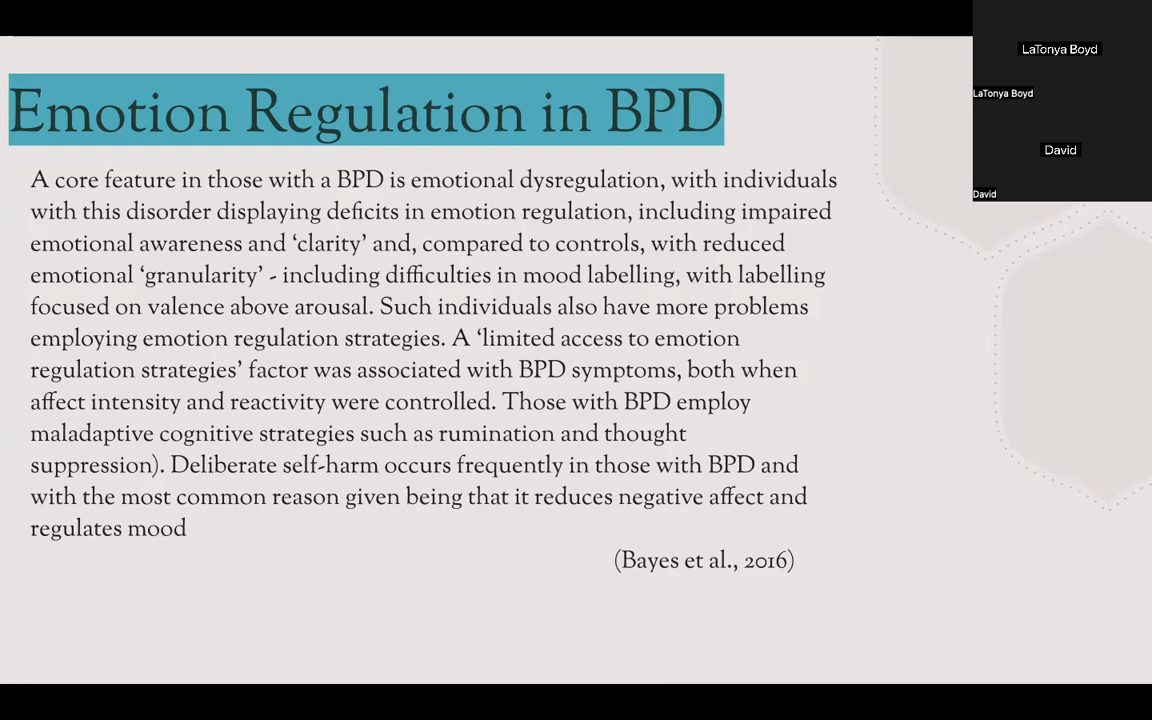 Emotion Regulation in BPD
A core feature in those with a BPD is emotional dysregulation, with individuals
with this disorder displaying deficits in emotion regulation, including impaired
emotional awareness and ‘clarity’ and, compared to controls, with reduced
emotional ‘granularity’ - including difficulties in mood labelling, with labelling
focused on valence above arousal. Such individuals also have more problems
employing emotion regulation strategies. A ‘limited access to emotion
regulation strategies’ factor was associated with BPD symptoms, both when
affect intensity and reactivity were controlled. Those with BPD employ
maladaptive cognitive strategies such as rumination and thought
suppression). Deliberate self-harm occurs frequently in those with BPD and
with the most common reason given being that it reduces negative affect and
regulates mood
(Bayes et al., 2016)
LaTonya Boyd
LaTonya Boyd
David
David